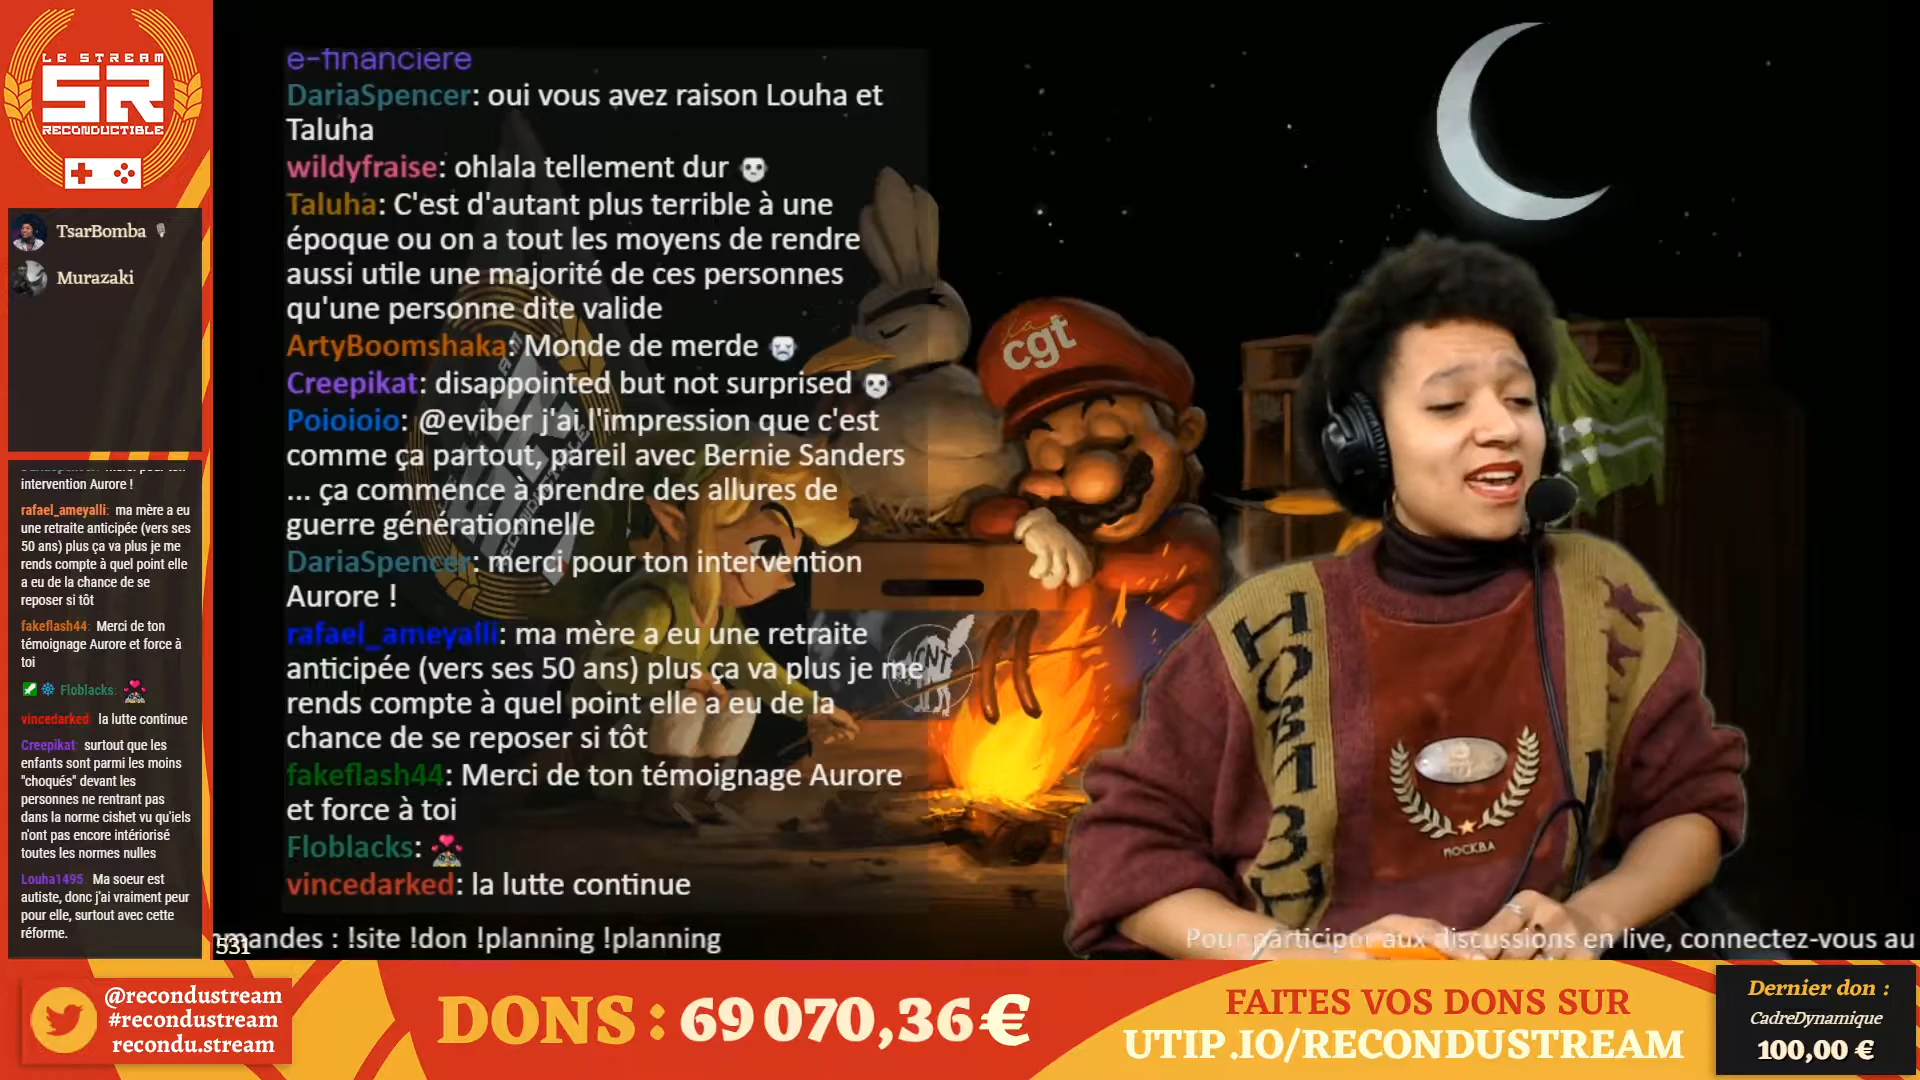 LE STREAM
SR
RECONDUCTIBLE
TsarBomba
Murazaki
intervention Aurore !
rafael_ameyalli: ma mère a eu
une retraite anticipée (vers ses
50 ans) plus ça va plus je me
rends compte à quel point elle
a eu de la chance de se
reposer si tôt
fakeflash44: Merci de ton
témoignage Aurore et force à
toi
Floblacks:
vincedarked: la lutte continue
Creepikat: surtout que les
enfants sont parmi les moins
"choqués" devant les
personnes ne rentrant pas
dans la norme cishet vu qu'iels
n'ont pas encore intériorisé
toutes les normes nulles
Louha1495: Ma soeur est
autiste, donc j'ai vraiment peur
pour elle, surtout avec cette
réforme.
e-financiere
DariaSpencer: oui vous avez raison Louha et
Taluha
wildyfraise: ohlala tellement dur
Taluha: C'est d'autant plus terrible à une
époque ou on a tout les moyens de rendre
aussi utile une majorité de ces personnes
qu'une personne dite valide
ArtyBoomshaka: Monde de merde
Creepikat: disappointed but not surprised
Poioioio: @eviber j'ai l'impression que c'est
comme ça partout, pareil avec Bernie Sanders
... ça commence à prendre des allures de
guerre générationnelle
DariaSpencer: merci pour ton intervention
Aurore !
rafael_ameyalli: ma mère a eu une retraite
anticipée (vers ses 50 ans) plus ça va plus je me
rends compte à quel point elle a eu de la
chance de se reposer si tôt
fakeflash44: Merci de ton témoignage Aurore
et force à toi
Floblacks:
vincedarked: la lutte continue
la
cgt
CNT
МОСКВА
531
mandes : !site !don !planning !planning
Pour participer aux discussions en live, connectez-vous au
@recondustream
#recondustream
recondu.stream
DONS : 69 070,36 €
FAITES VOS DONS SUR
UTIP.IO/RECONDUSTREAM
Dernier don :
CadreDynamique
100,00 €